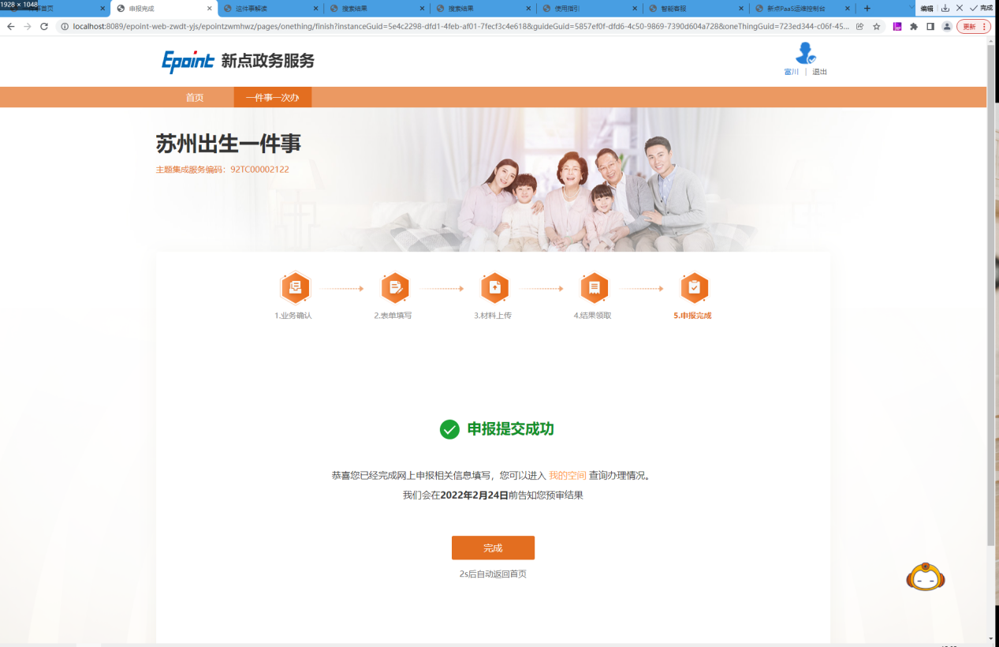 1928 × 1048
事首页
申报完成
这件事解读
搜索结果
搜索结果
使用指引
智能客服
新点PaaS运维控制台
编辑
完成
localhost:8089/epoint-web-zwdt-yjs/epointzwmhwz/pages/onething/finish?instanceGuid=5e4c2298-dfd1-4feb-af01-7fecf3c4e618&guideGuid=5857ef0f-dfd6-4c50-9869-7390d604a728&oneThingGuid=723ed344-c06f-45...
更新
Epoint 新点政务服务
富川 | 退出
首页
一件事一次办
苏州出生一件事
主题集成服务编码：92TC00002122
1.业务确认
2.表单填写
3.材料上传
4.结果领取
5.申报完成
申报提交成功
恭喜您已经完成网上申报相关信息填写，您可以进入 我的空间 查询办理情况。
我们会在2022年2月24日前告知您预审结果
完成
2s后自动返回首页